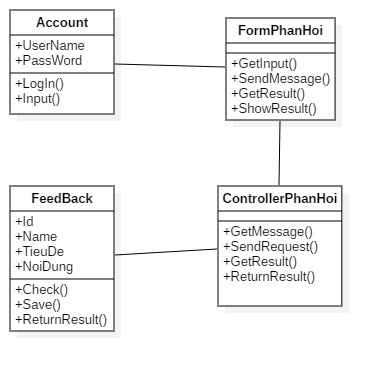 Account
+UserName
+PassWord
+LogIn()
+Input()
FormPhanHoi
+GetInput()
+SendMessage()
+GetResult()
+ShowResult()
FeedBack
+Id
+Name
+TieuDe
+NoiDung
+Check()
+Save()
+ReturnResult()
ControllerPhanHoi
+GetMessage()
+SendRequest()
+GetResult()
+ReturnResult()